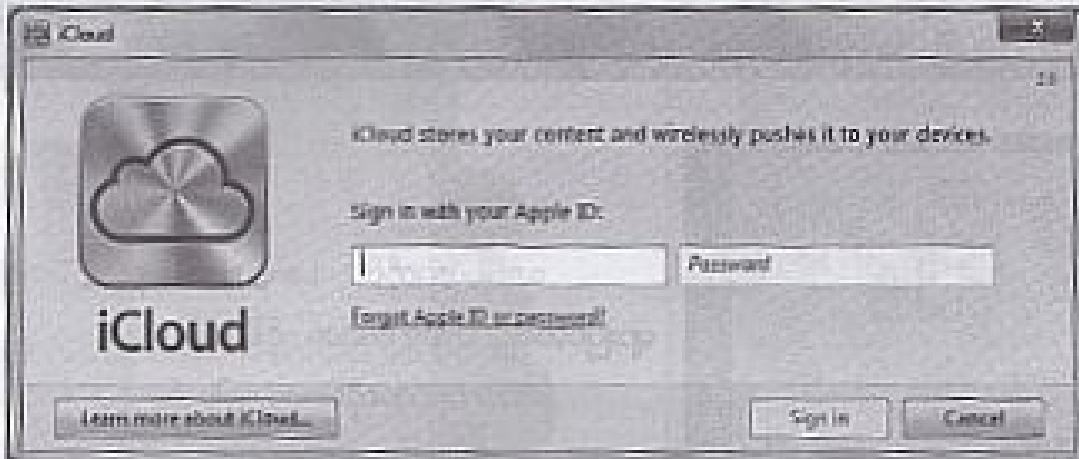 iCloud
iCloud stores your content and wirelessly pushes it to your devices.
Sign in with your Apple ID:
Password
Forgot Apple ID or password?
iCloud
Learn more about iCloud...
Sign in
Cancel